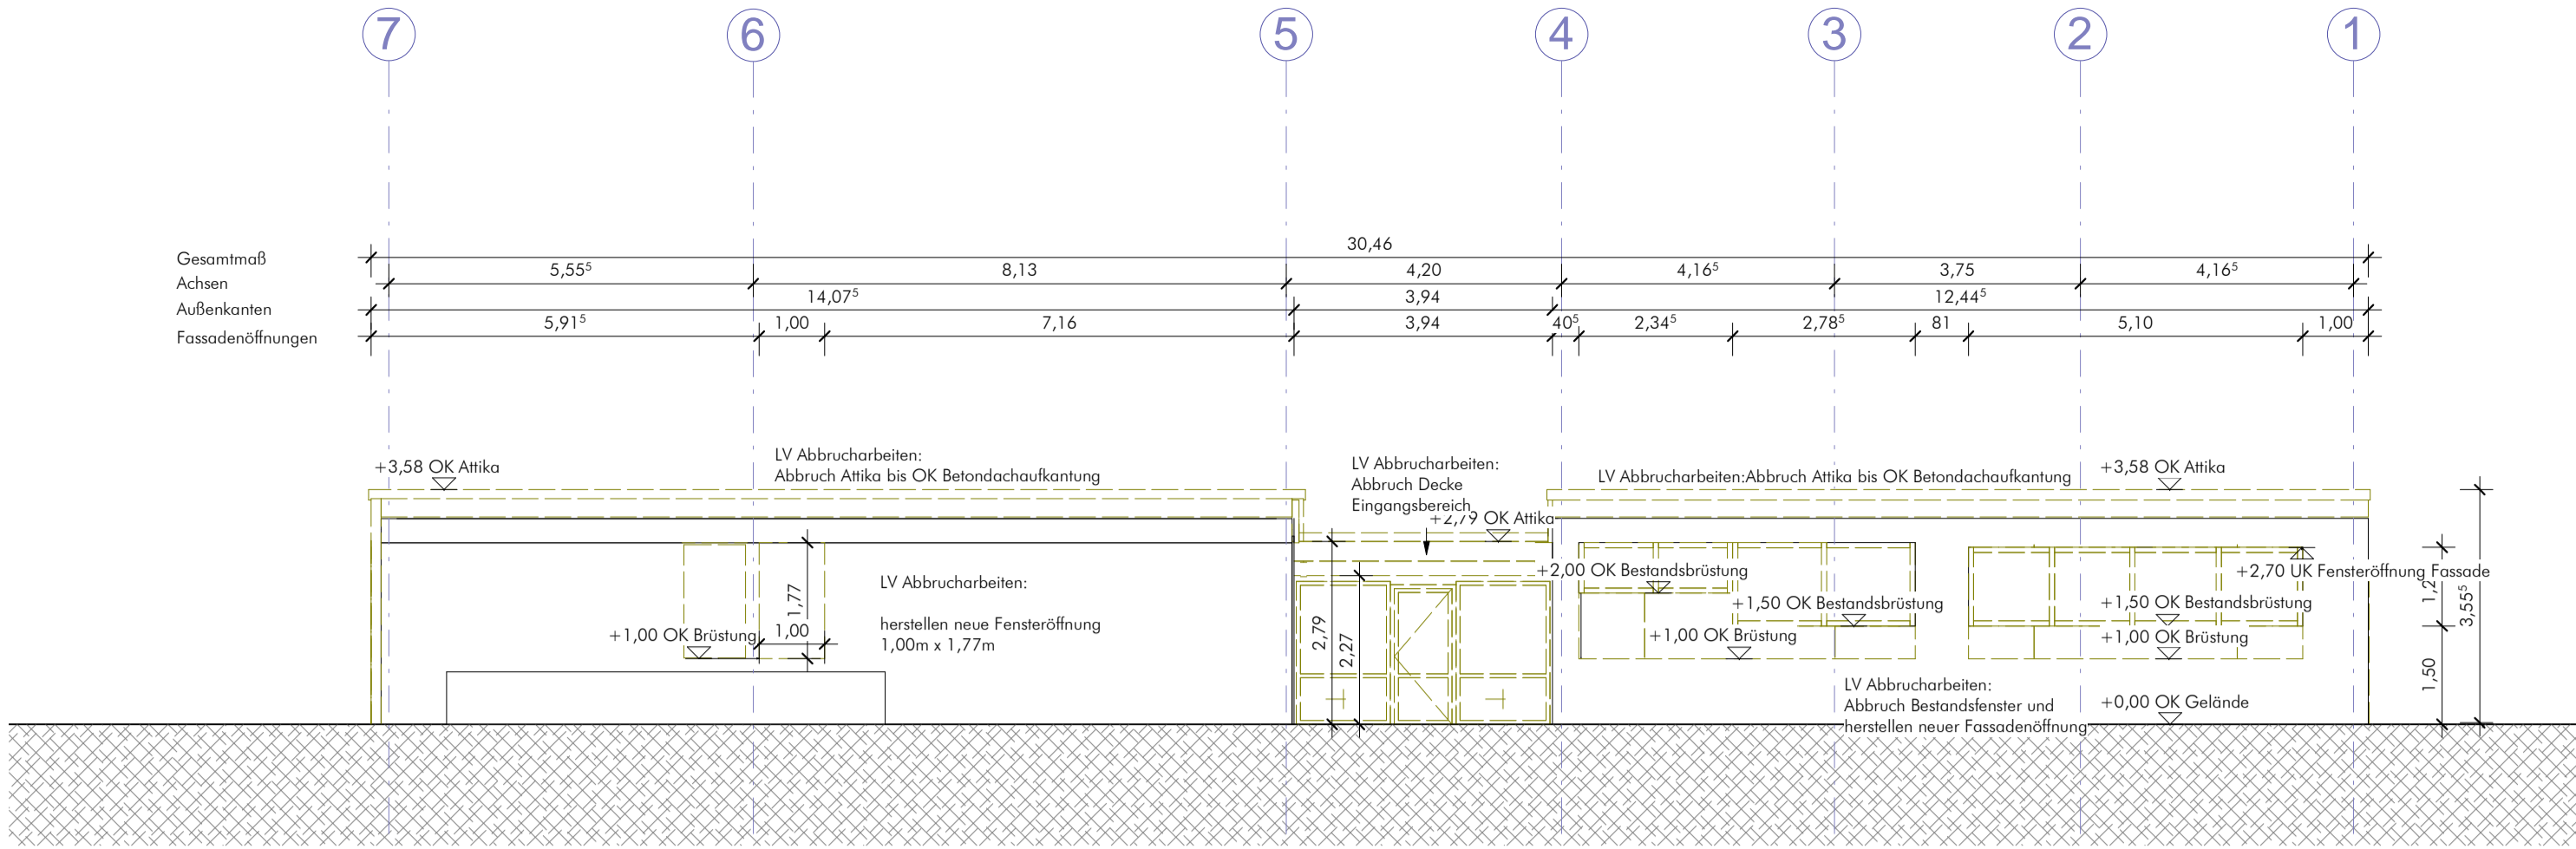 7 6 5 4 3 2 1
30,46
Gesamtmaß
5,55⁵ 8,13 4,20 4,16⁵ 3,75 4,16⁵
Achsen
14,07⁵ 3,94 12,44⁵
Außenkanten
5,91⁵ 1,00 7,16 3,94 40⁵ 2,34⁵ 2,78⁵ 81 5,10 1,00
Fassadenöffnungen
+3,58 OK Attika
LV Abbrucharbeiten:
Abbruch Attika bis OK Betondachaufkantung
LV Abbrucharbeiten:
Abbruch Decke
Eingangsbereich
+2,79 OK Attika
LV Abbrucharbeiten:Abbruch Attika bis OK Betondachaufkantung
+3,58 OK Attika
+2,00 OK Bestandsbrüstung
+2,70 UK Fensteröffnung Fassade
LV Abbrucharbeiten:
herstellen neue Fensteröffnung
1,00m x 1,77m
1,77
1,00
+1,00 OK Brüstung
2,79
2,27
+1,50 OK Bestandsbrüstung
+1,00 OK Brüstung
+1,50 OK Bestandsbrüstung
+1,00 OK Brüstung
3,55⁵
1,50
LV Abbrucharbeiten:
Abbruch Bestandsfenster und
herstellen neuer Fassadenöffnung
+0,00 OK Gelände